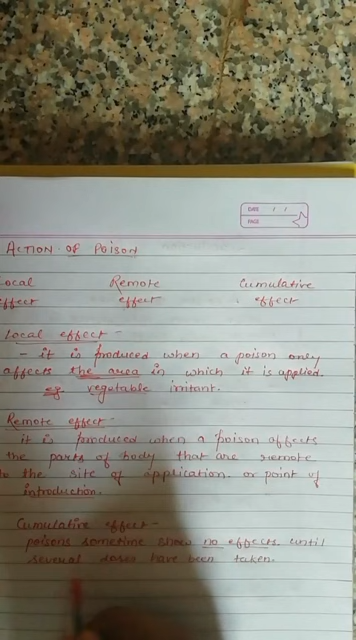 DATE / /
PAGE
ACTION OF POISON
ocal Remote Cumulative
ffect effect effect
Local effect -
- it is produced when a poison only
affects the area in which it is applied.
eg vegetable irritant.
Remote effect -
it is produced when a poison affects
the parts of body that are remote
to the site of application or point of
introduction.
Cumulative effect -
poisons sometime shows no effects until
several doses have been taken.